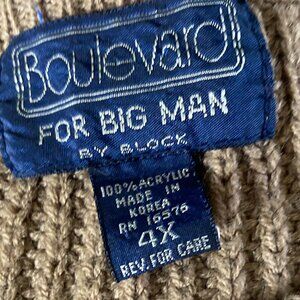 Boulevard
FOR BIG MAN
BY BLOCK
100% ACRYLIC
MADE IN
KOREA
RN 16576
4X
REV. FOR CARE